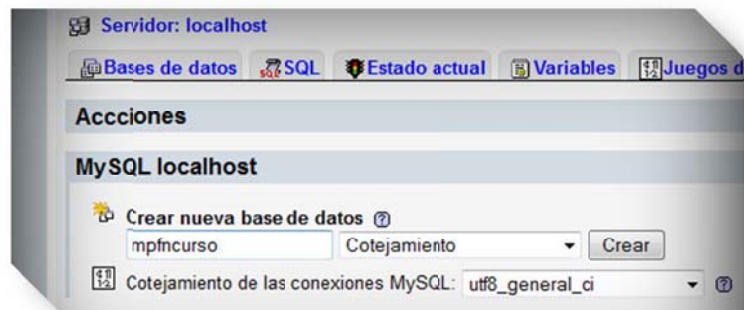 Servidor: localhost
Bases de datos SQL Estado actual Variables Juegos d
Accciones
MySQL localhost
Crear nueva base de datos
mpfncurso Cotejamiento Crear
Cotejamiento de las conexiones MySQL: utf8_general_ci